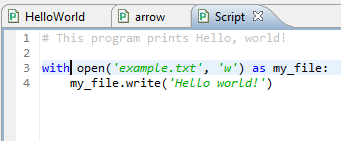 HelloWorld arrow Script
1 # This program prints Hello, world!
2
3 with open('example.txt', 'w') as my_file:
4 my_file.write('Hello world!')